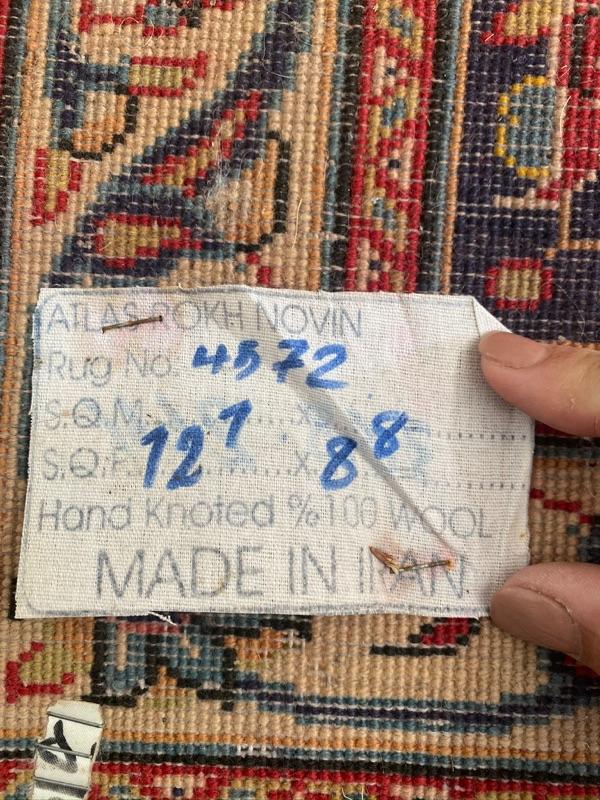 ATLAS ROKH NOVIN
Rug No. 4572
S.Q.M. ........x..............
S.Q.F. 12 7 ........x 8 8 ..............
Hand Knoted %100 WOOL
MADE IN IRAN